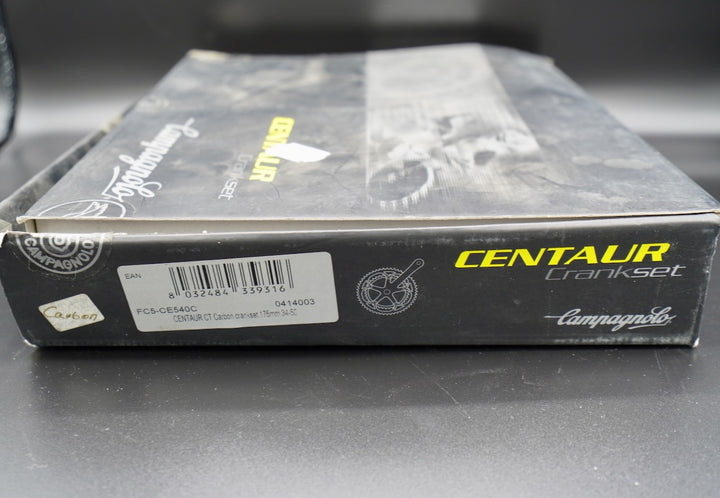 Campagnolo
CENTAUR
Crankset
CAMPAGNOLO
Carbon
EAN
8 032484 339316
FC5-CE540C
0414003
CENTAUR CT Carbon crankset 175mm 34-50
CENTAUR
Crankset
Campagnolo